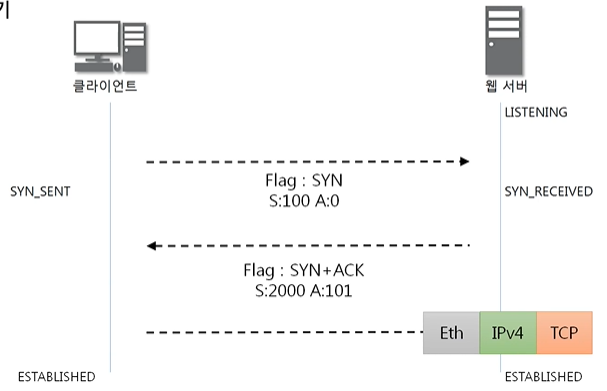 기
클라이언트
웹 서버
LISTENING
Flag : SYN
S:100 A:0
SYN_SENT
SYN_RECEIVED
Flag : SYN+ACK
S:2000 A:101
Eth IPv4 TCP
ESTABLISHED
ESTABLISHED